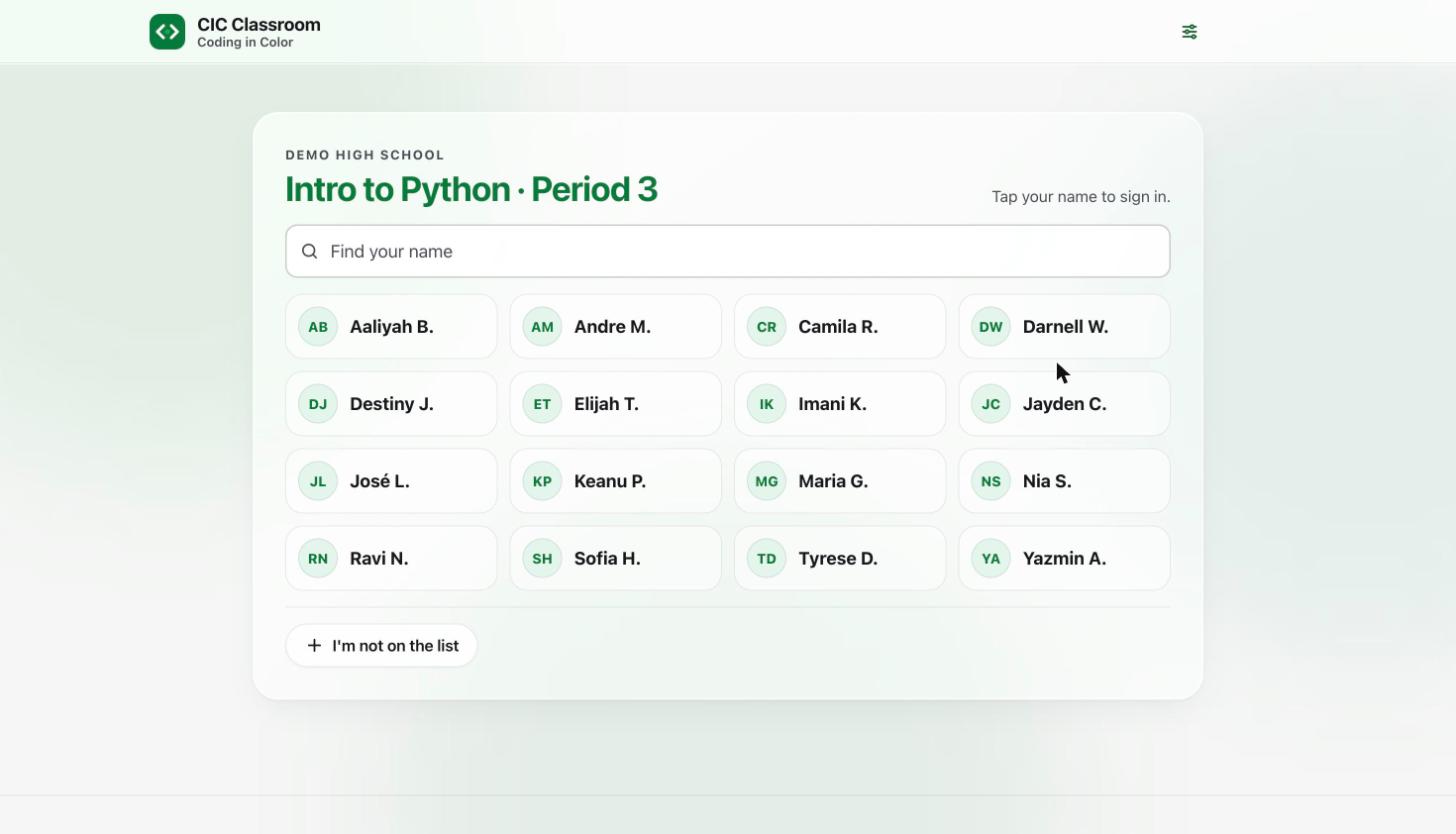 CIC Classroom
Coding in Color
DEMO HIGH SCHOOL
Intro to Python · Period 3
Tap your name to sign in.
Find your name
AB Aaliyah B.
AM Andre M.
CR Camila R.
DW Darnell W.
DJ Destiny J.
ET Elijah T.
IK Imani K.
JC Jayden C.
JL José L.
KP Keanu P.
MG Maria G.
NS Nia S.
RN Ravi N.
SH Sofia H.
TD Tyrese D.
YA Yazmin A.
I'm not on the list